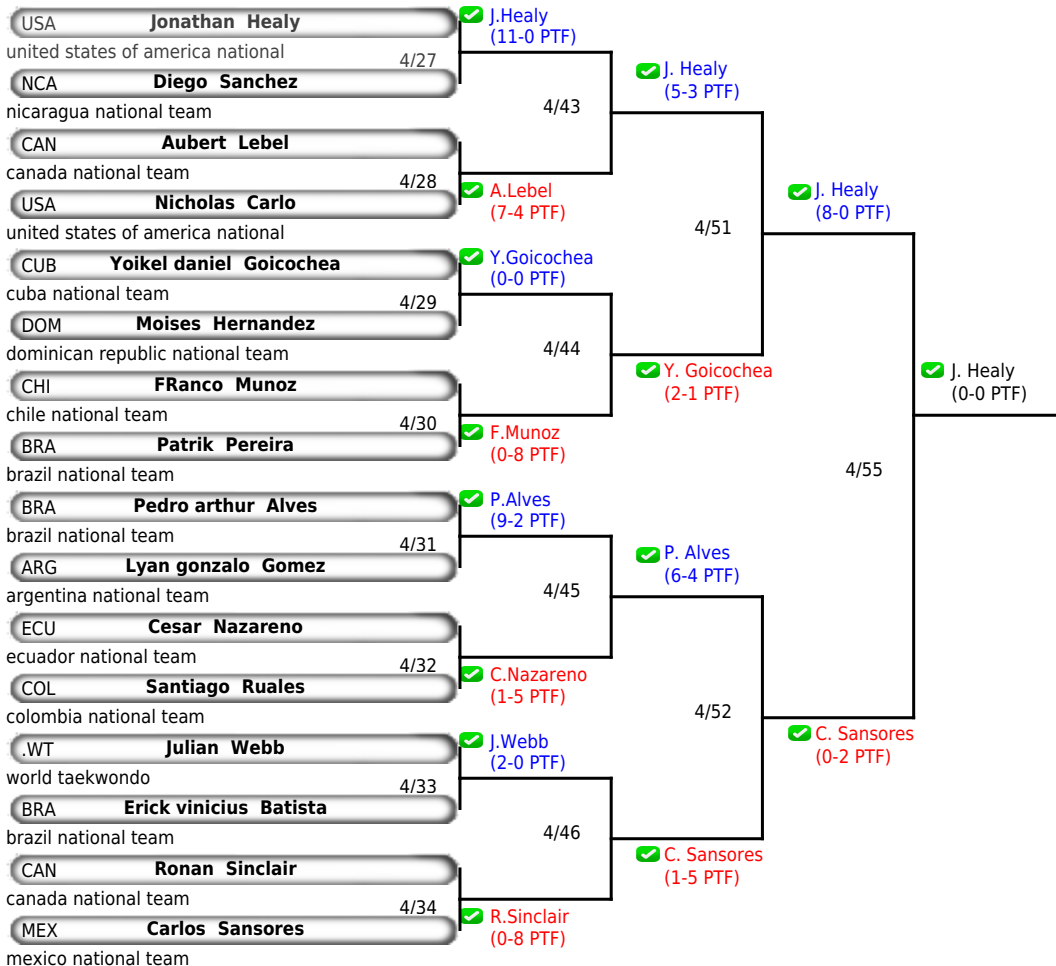 USA Jonathan Healy
united states of america national
4/27
NCA Diego Sanchez
nicaragua national team
CAN Aubert Lebel
canada national team
4/28
USA Nicholas Carlo
united states of america national
CUB Yoikel daniel Goicochea
cuba national team
4/29
DOM Moises Hernandez
dominican republic national team
CHI FRanco Munoz
chile national team
4/30
BRA Patrik Pereira
brazil national team
BRA Pedro arthur Alves
brazil national team
4/31
ARG Lyan gonzalo Gomez
argentina national team
ECU Cesar Nazareno
ecuador national team
4/32
COL Santiago Ruales
colombia national team
.WT Julian Webb
world taekwondo
4/33
BRA Erick vinicius Batista
brazil national team
CAN Ronan Sinclair
canada national team
4/34
MEX Carlos Sansores
mexico national team
J.Healy
(11-0 PTF)
4/43
A.Lebel
(7-4 PTF)
Y.Goicochea
(0-0 PTF)
4/44
F.Munoz
(0-8 PTF)
P.Alves
(9-2 PTF)
4/45
C.Nazareno
(1-5 PTF)
J.Webb
(2-0 PTF)
4/46
R.Sinclair
(0-8 PTF)
J. Healy
(5-3 PTF)
4/51
Y. Goicochea
(2-1 PTF)
P. Alves
(6-4 PTF)
4/52
C. Sansores
(1-5 PTF)
J. Healy
(8-0 PTF)
4/55
C. Sansores
(0-2 PTF)
J. Healy
(0-0 PTF)